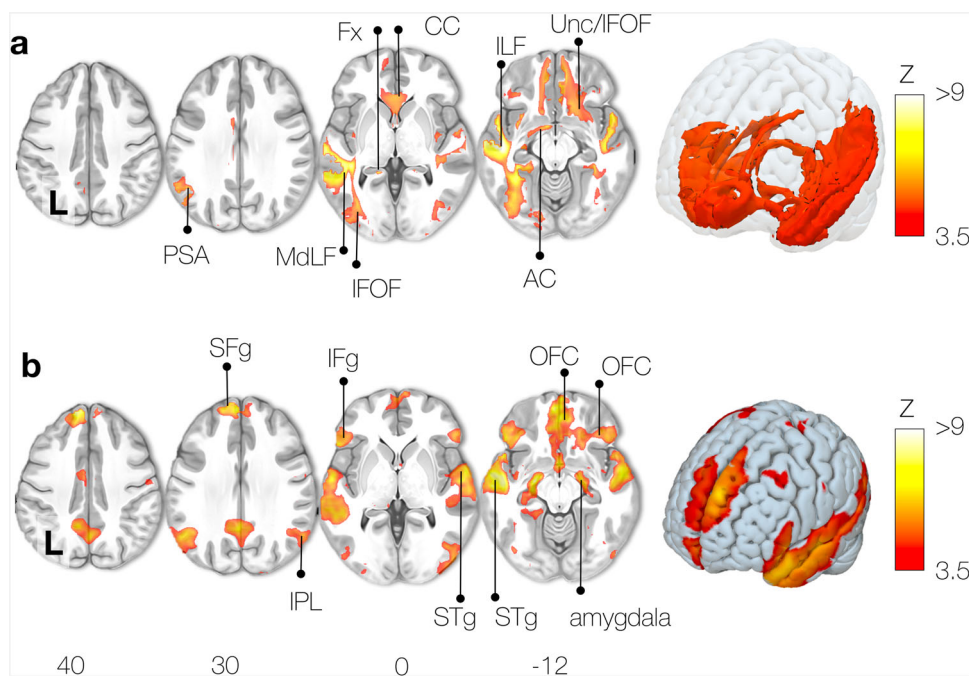 a
Fx
CC
ILF
Unc/IFOF
Z
>9
3.5
L
PSA
MdLF
IFOF
AC
b
SFg
IFg
OFC
OFC
Z
>9
3.5
L
IPL
STg
STg
amygdala
40
30
0
-12